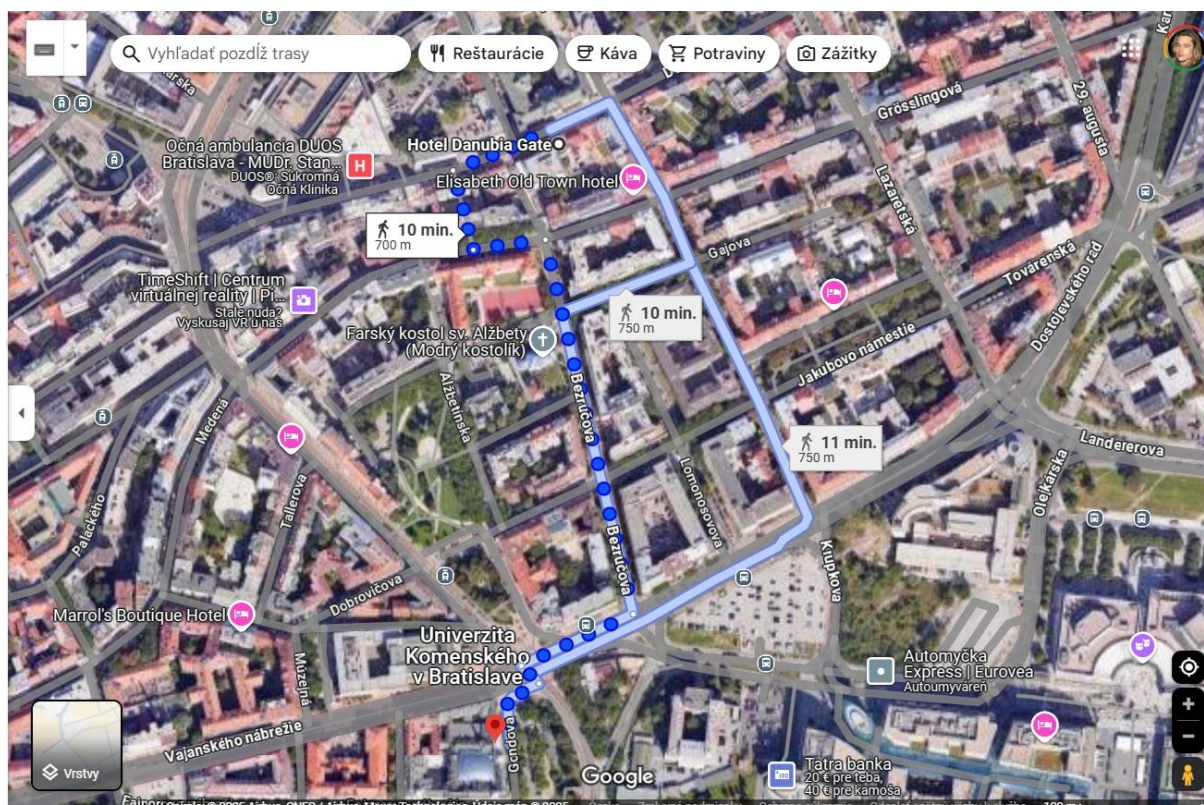 Vyhľadať pozdĺž trasy
Reštaurácie
Káva
Potraviny
Zážitky
Grösslingová
29. augusta
Očná ambulancia DUOS
Bratislava - MUDr. Stan...
DUOS®: Súkromná
Očná Klinika
H
Hotel Danubia Gate
Elisabeth Old Town hotel
Lazaretská
10 min.
700 m
Gajova
Továrenská
Dostojevského rad
TimeShift | Centrum
virtuálnej reality | Pi...
Stále nuda?
Vyskúšaj VR u nás
10 min.
750 m
Farský kostol sv. Alžbety
(Modrý kostolík)
Jakubovo námestie
Bezručova
Alžbetínska
Medená
11 min.
750 m
Landererova
Olejkárska
Lomonosovova
Tallerova
Palackého
Bezručova
Klupkova
Dobrovičova
Marrol's Boutique Hotel
Univerzita
Komenského
v Bratislave
Múzejná
Automyčka
Express | Eurovea
Autoumyváreň
Gondova
Vajanského nábrežie
Vrstvy
Google
Tatra banka
20 € pre teba,
40 € pre kamoša